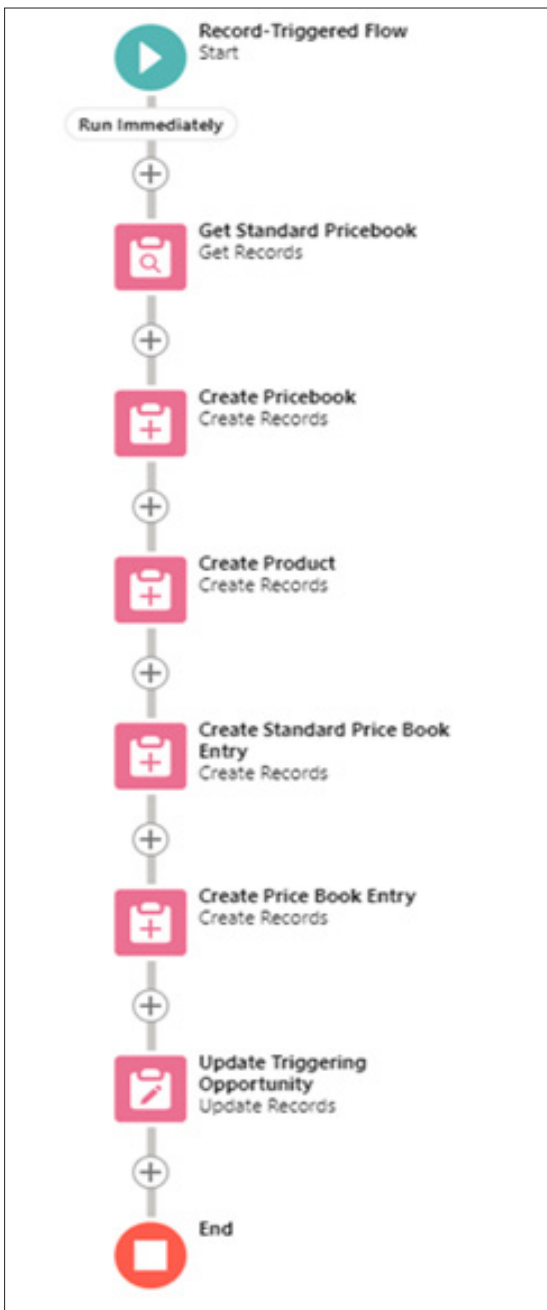 Record-Triggered Flow
Start
Run Immediately
Get Standard Pricebook
Get Records
Create Pricebook
Create Records
Create Product
Create Records
Create Standard Price Book
Entry
Create Records
Create Price Book Entry
Create Records
Update Triggering
Opportunity
Update Records
End